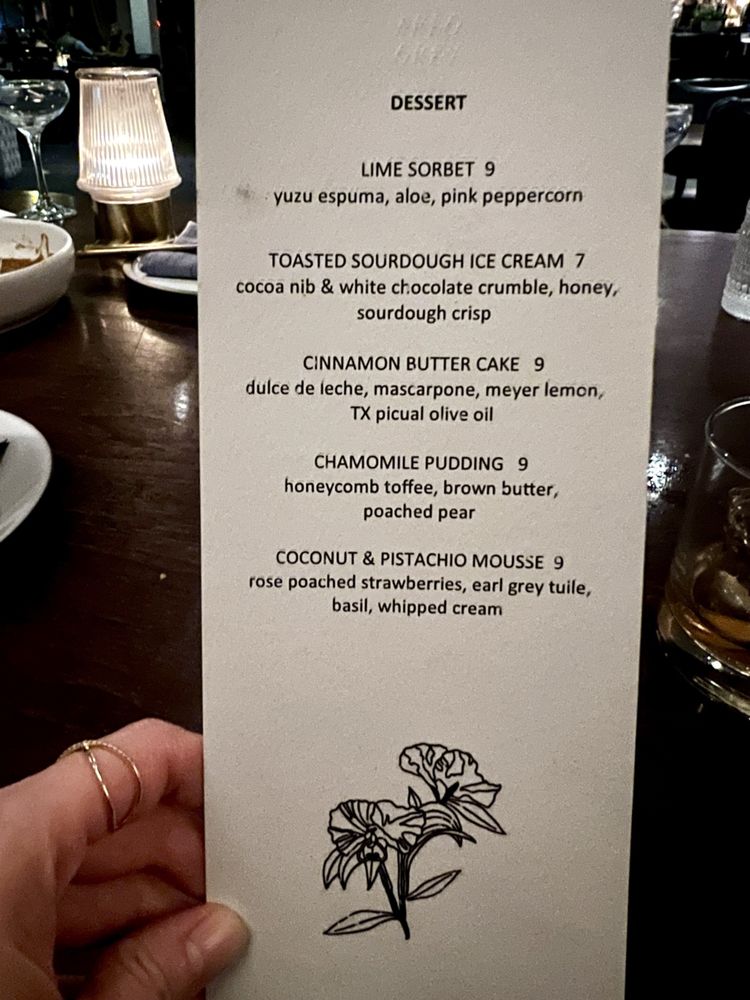 DESSERT
LIME SORBET 9
yuzu espuma, aloe, pink peppercorn
TOASTED SOURDOUGH ICE CREAM 7
cocoa nib & white chocolate crumble, honey,
sourdough crisp
CINNAMON BUTTER CAKE 9
dulce de leche, mascarpone, meyer lemon,
TX picual olive oil
CHAMOMILE PUDDING 9
honeycomb toffee, brown butter,
poached pear
COCONUT & PISTACHIO MOUSSE 9
rose poached strawberries, earl grey tuile,
basil, whipped cream